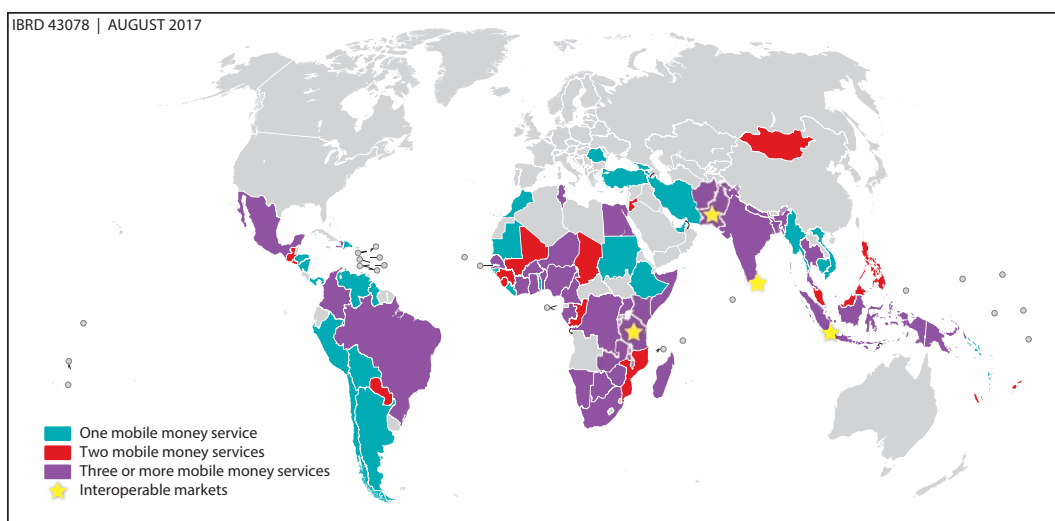 IBRD 43078 | AUGUST 2017
One mobile money service
Two mobile money services
Three or more mobile money services
Interoperable markets